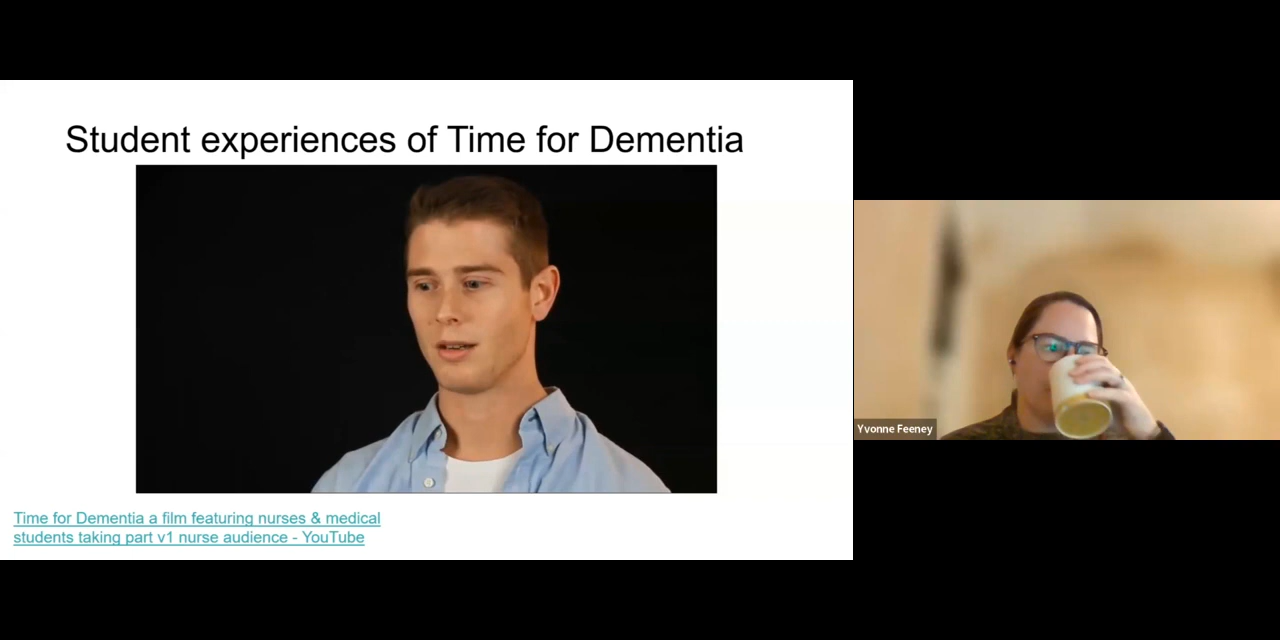 Student experiences of Time for Dementia
Yvonne Feeney
Time for Dementia a film featuring nurses & medical
students taking part v1 nurse audience - YouTube